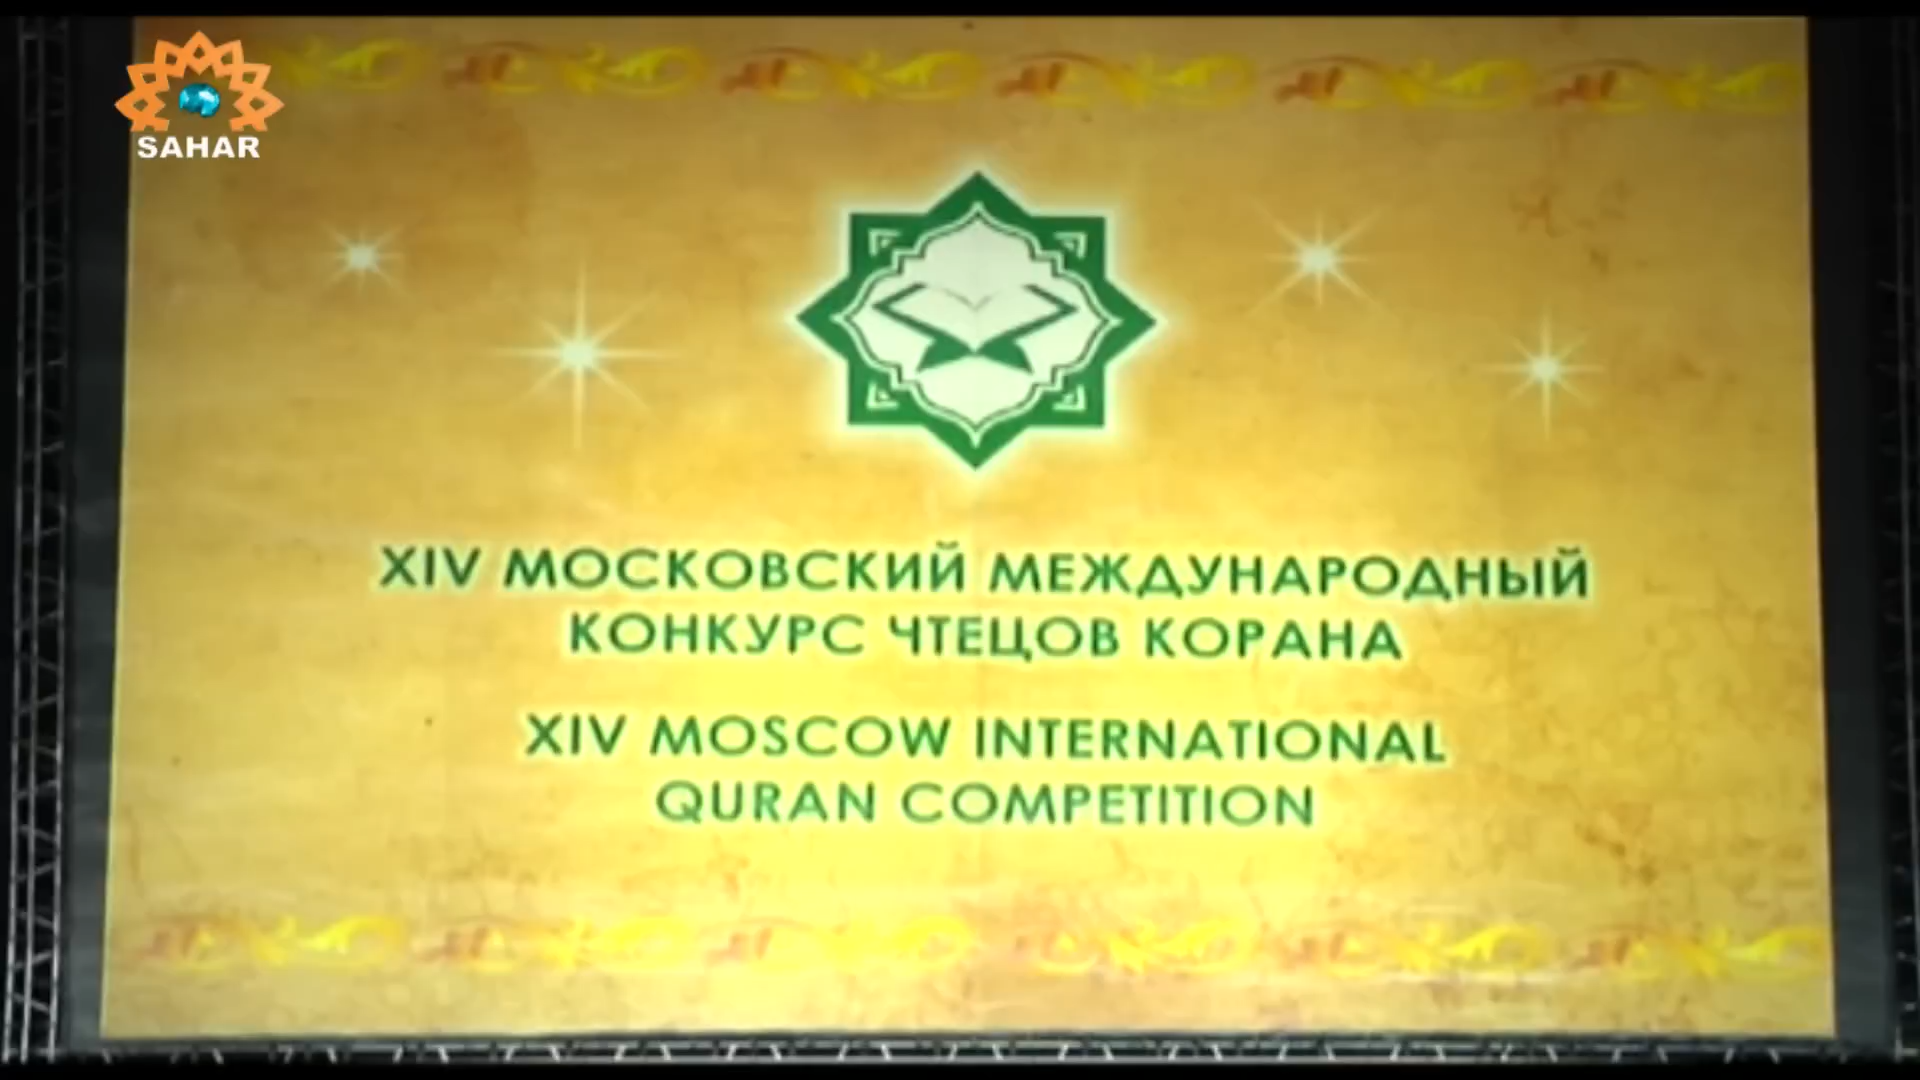 SAHAR
XIV МОСКОВСКИЙ МЕЖДУНАРОДНЫЙ
КОНКУРС ЧТЕЦОВ КОРАНА
XIV MOSCOW INTERNATIONAL
QURAN COMPETITION